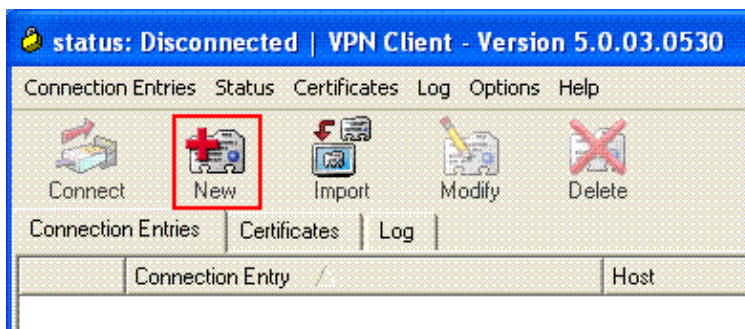 status: Disconnected | VPN Client - Version 5.0.03.0530
Connection Entries Status Certificates Log Options Help
Connect New Import Modify Delete
Connection Entries Certificates Log
Connection Entry Host